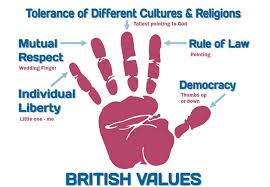 Tolerance of Different Cultures & Religions
Tallest pointing to God
Mutual
Respect
Wedding Finger
Rule of Law
Pointing
Individual
Liberty
Little one - me
Democracy
Thumbs up
or down
BRITISH VALUES